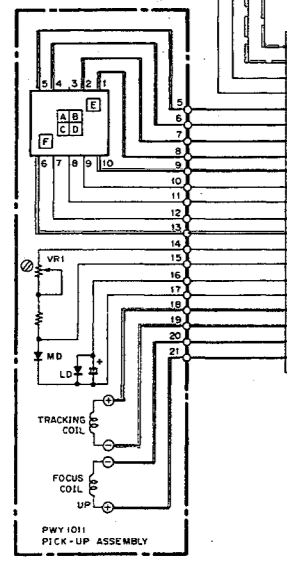 5 4 3 2 1
E
A B
C D
F
6 7 8 9 10
5
6
7
8
9
10
11
12
13
14
VR1
15
16
17
MD
LD
+
18
19
20
21
+
TRACKING
COIL
−
−
FOCUS
COIL
UP
+
PWY1011
PICK-UP ASSEMBLY